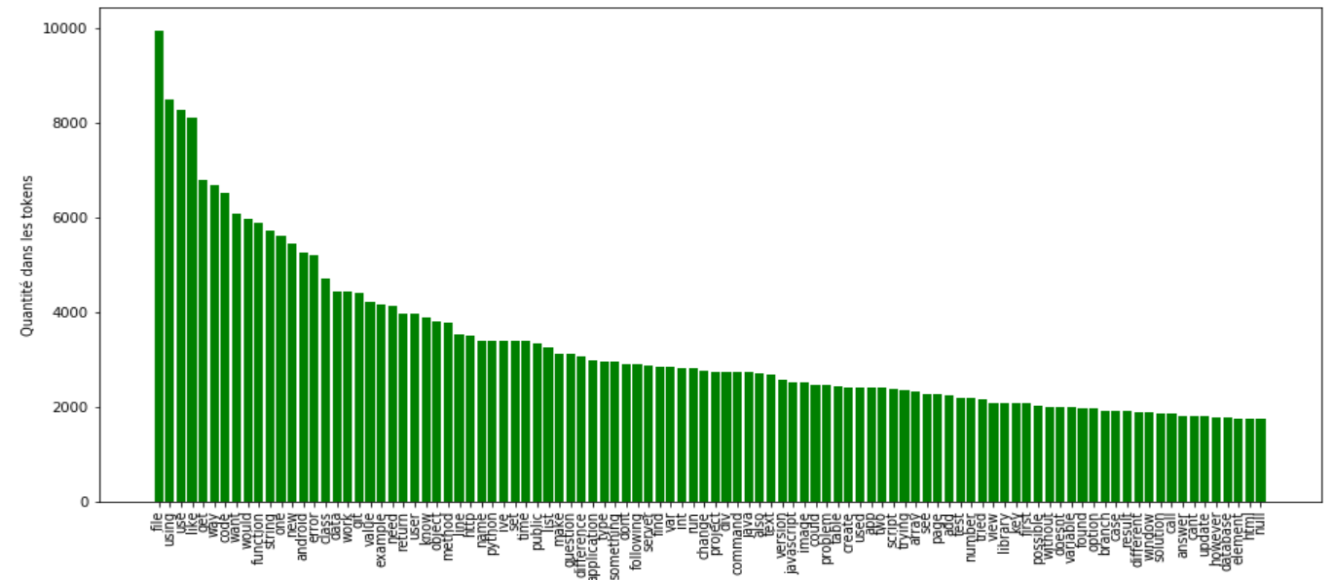 10000
8000
6000
4000
2000
0
Quantité dans les tokens
file
using
use
like
get
way
code
want
would
function
string
one
new
android
error
class
data
work
git
value
example
need
return
user
know
object
method
line
http
name
python
ive
set
time
public
list
make
question
difference
application
type
something
dont
following
server
find
var
int
run
change
project
div
command
java
also
text
version
javascript
image
could
problem
table
create
used
app
two
script
trying
array
see
page
add
test
number
tried
view
library
key
first
possible
without
doesnt
variable
found
option
branch
case
result
different
window
solution
call
answer
cant
update
however
database
element
html
null